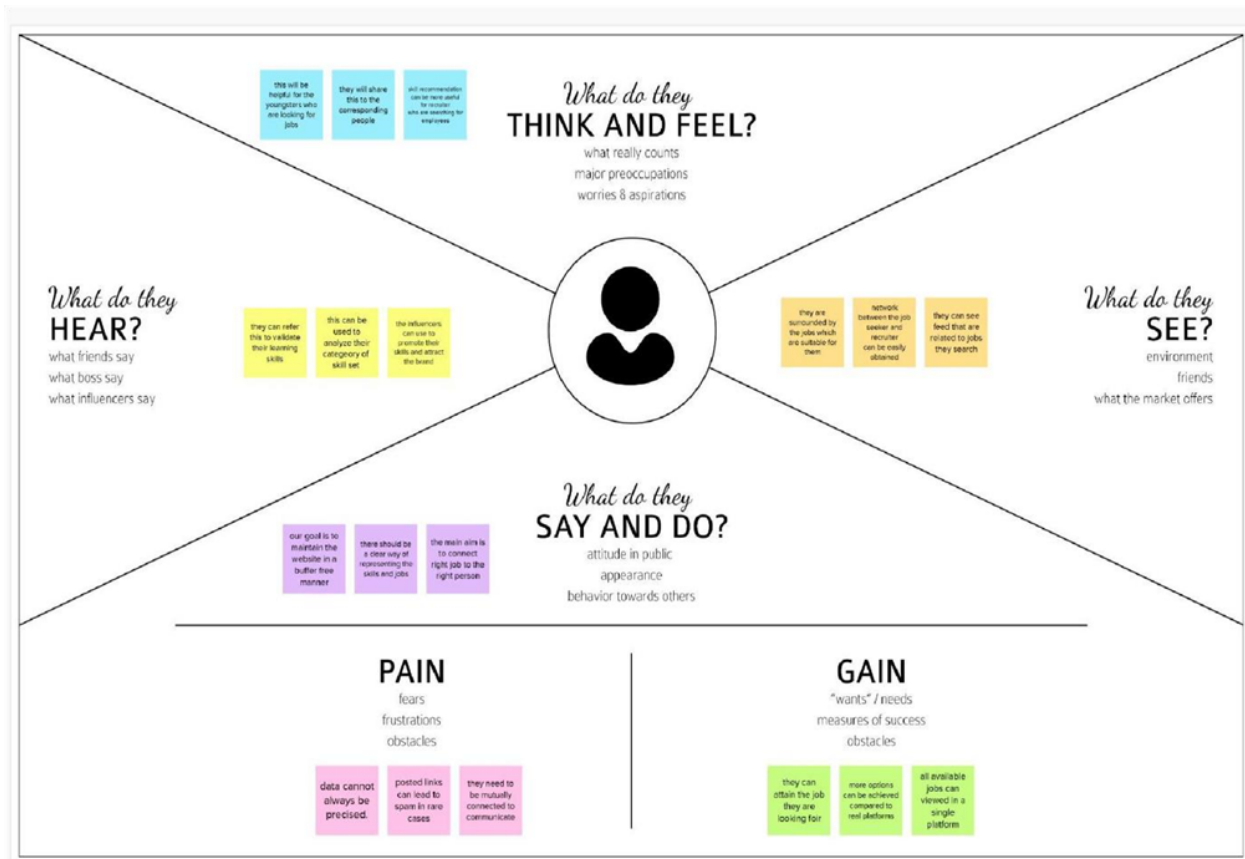 this will be
helpful for the
youngsters who
are looking for
jobs
they will share
this to the
corresponding
people
skill recommendation
can be more useful
for recruiter
who are searching for
employees
What do they
THINK AND FEEL?
what really counts
major preoccupations
worries & aspirations
What do they
HEAR?
what friends say
what boss say
what influencers say
they can refer
this to validate
their learning
skills
this can be
used to
analyze their
category of
skill set
the influencers
can use to
promote their
skills and attract
the brand
they are
surrounded by
the jobs which
are suitable for
them
network
between the job
seeker and
recruiter
can be easily
obtained
they can see
feed that are
related to jobs
they search
What do they
SEE?
environment
friends
what the market offers
What do they
SAY AND DO?
attitude in public
appearance
behavior towards others
our goal is to
maintain the
website in a
buffer free
manner
there should be
a clear way of
representing the
skills and jobs
the main aim is
to connect
right job to the
right person
PAIN
fears
frustrations
obstacles
data cannot
always be
precised.
posted links
can lead to
spam in rare
cases
they need to
be mutually
connected to
communicate
GAIN
"wants" / needs
measures of success
obstacles
they can
attain the job
they are
looking foir
more options
can be achieved
compared to
real platforms
all available
jobs can
viewed in a
single
platform